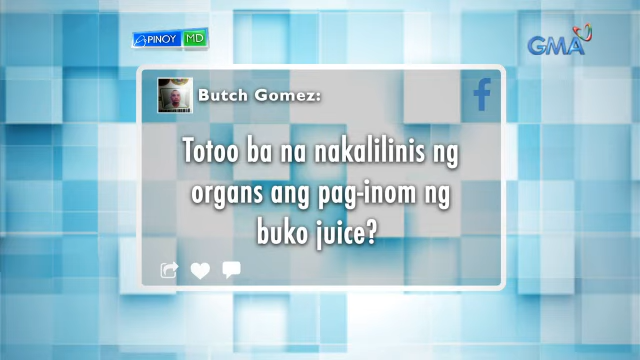 PINOY MD
GMA
Butch Gomez:
Totoo ba na nakalilinis ng
organs ang pag-inom ng
buko juice?